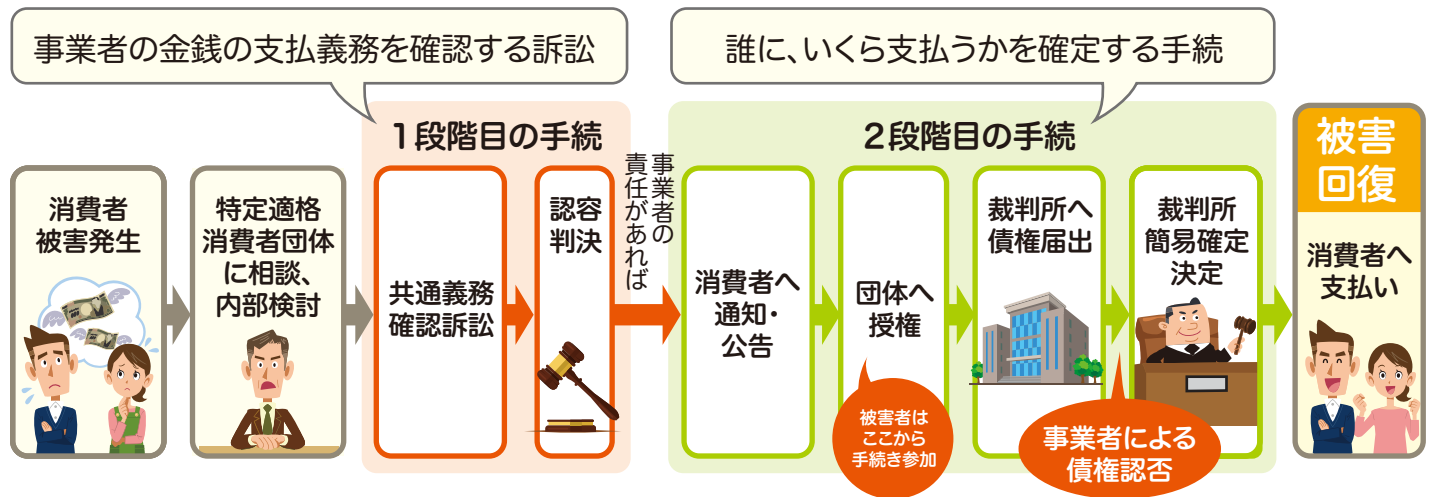 事業者の金銭の支払義務を確認する訴訟
誰に、いくら支払うかを確定する手続
1段階目の手続
2段階目の手続
消費者
被害発生
特定適格
消費者団体
に相談、
内部検討
共通義務
確認訴訟
認容
判決
事業者の
責任があれば
消費者へ
通知・
公告
団体へ
授権
被害者は
ここから
手続き参加
裁判所へ
債権届出
事業者による
債権認否
裁判所
簡易確定
決定
被害
回復
消費者へ
支払い